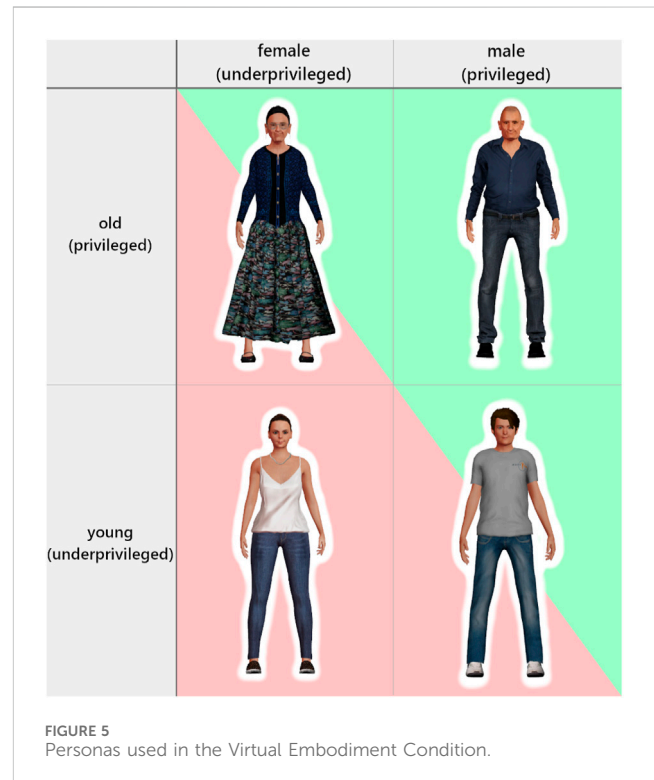 female
(underprivileged)
male
(privileged)
old
(privileged)
young
(underprivileged)
FIGURE 5
Personas used in the Virtual Embodiment Condition.